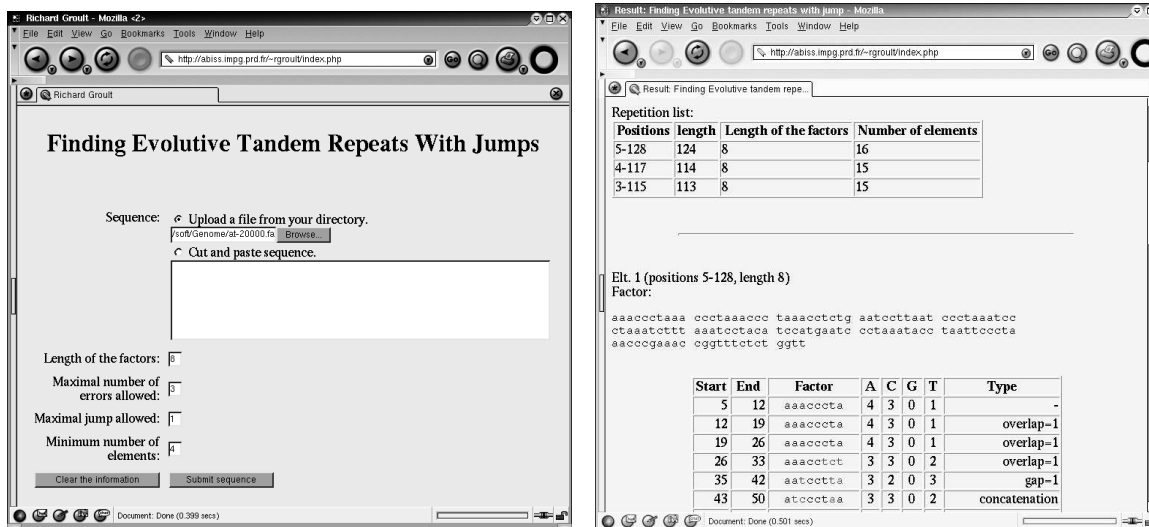 Richard Groult - Mozilla <2>
File Edit View Go Bookmarks Tools Window Help
http://abiss.impg.prd.fr/~rgroult/index.php
Go
Richard Groult
Finding Evolutive Tandem Repeats With Jumps
Sequence: Upload a file from your directory.
/soft/Genome/at-20000.fa Browse...
Cut and paste sequence.
Length of the factors: 8
Maximal number of
errors allowed: 3
Maximal jump allowed: 1
Minimum number of
elements: 4
Clear the information Submit sequence
Document: Done (0.399 secs)
Result: Finding Evolutive tandem repeats with jump - Mozilla
File Edit View Go Bookmarks Tools Window Help
http://abiss.impg.prd.fr/~rgroult/index.php
Go
Result: Finding Evolutive tandem repe...
Repetition list:
Positions length Length of the factors Number of elements
5-128 124 8 16
4-117 114 8 15
3-115 113 8 15
Elt. 1 (positions 5-128, length 8)
Factor:
aaaccctaaa ccctaaaccc taaacctctg aatccttaat ccctaaatcc
ctaaatcttt aaatcctaca tccatgaatc cctaaatacc taattcccta
aacccgaaac cggtttctct ggtt
Start End Factor A C G T Type
5 12 aaacccta 4 3 0 1 -
12 19 aaacccta 4 3 0 1 overlap=1
19 26 aaacccta 4 3 0 1 overlap=1
26 33 aaacctct 3 3 0 2 overlap=1
35 42 aatcctta 3 2 0 3 gap=1
43 50 atccctaa 3 3 0 2 concatenation
Document: Done (0.501 secs)